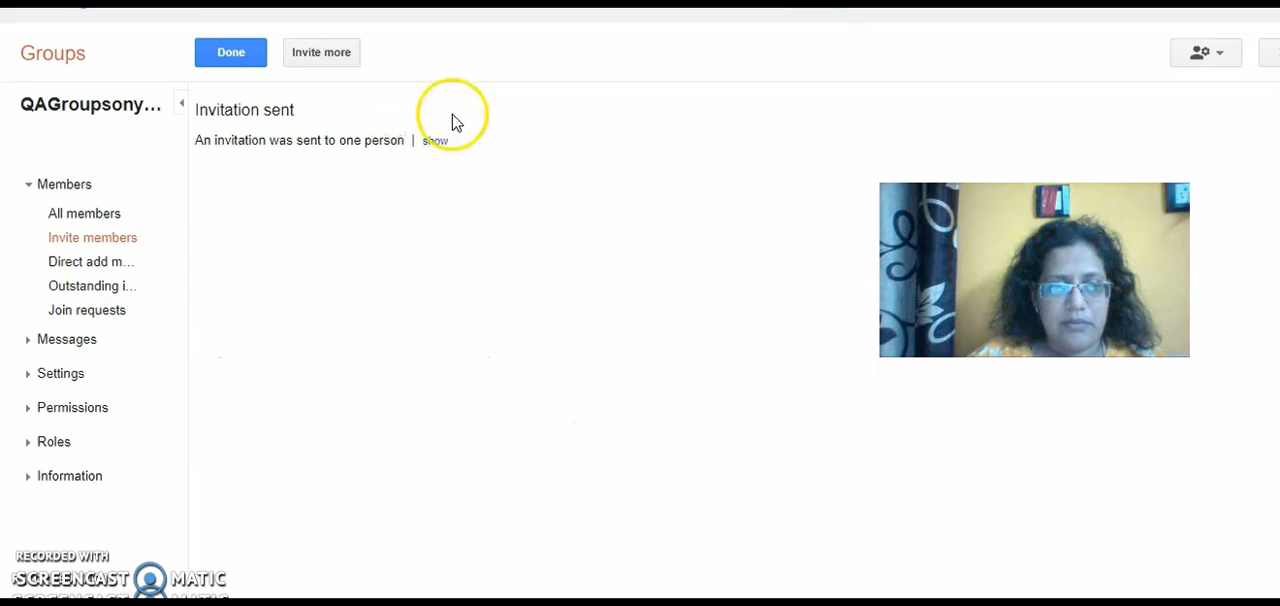 Groups
Done
Invite more
QAGroupsony...
Invitation sent
An invitation was sent to one person | show
Members
All members
Invite members
Direct add m...
Outstanding i...
Join requests
Messages
Settings
Permissions
Roles
Information
RECORDED WITH
SCREENCAST MATIC